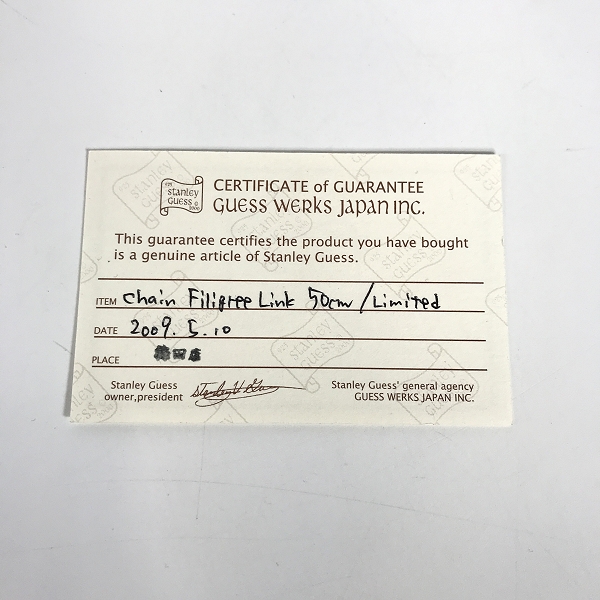 Stanley
GUESS
CERTIFICATE of GUARANTEE
GUESS WERKS JAPAN INC.
This guarantee certifies the product you have bought
is a genuine article of Stanley Guess.
ITEM chain Filigree Link 50cm / Limited
DATE 2009. 5. 10
PLACE
Stanley Guess
owner,president
Stanley Guess' general agency
GUESS WERKS JAPAN INC.